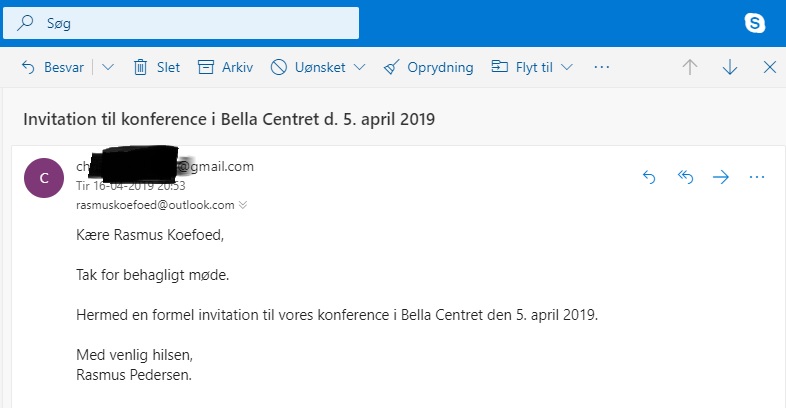 Søg
Besvar Slet Arkiv Uønsket Oprydning Flyt til ...
Invitation til konference i Bella Centret d. 5. april 2019
C
@gmail.com
Tir 16-04-2019 20:53
rasmuskoefoed@outlook.com
Kære Rasmus Koefoed,
Tak for behagligt møde.
Hermed en formel invitation til vores konference i Bella Centret den 5. april 2019.
Med venlig hilsen,
Rasmus Pedersen.